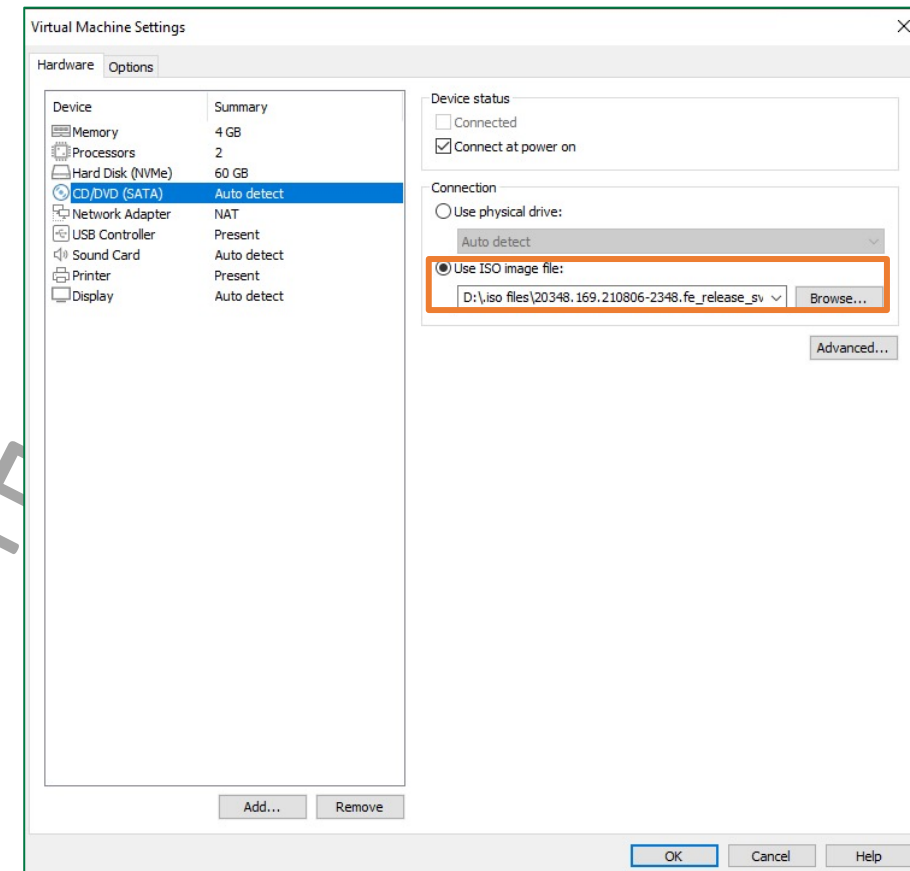 Virtual Machine Settings
Hardware Options
Device Summary
Memory 4 GB
Processors 2
Hard Disk (NVMe) 60 GB
CD/DVD (SATA) Auto detect
Network Adapter NAT
USB Controller Present
Sound Card Auto detect
Printer Present
Display Auto detect
Add... Remove
Device status
Connected
Connect at power on
Connection
Use physical drive:
Auto detect
Use ISO image file:
D:\.iso files\20348.169.210806-2348.fe_release_sv Browse...
Advanced...
OK Cancel Help